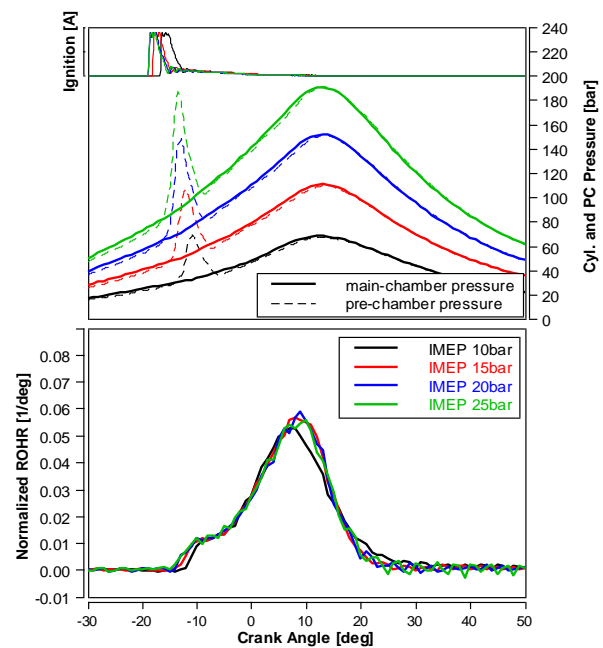 Ignition [A]
240
220
200
180
160
140
120
100
80
60
40
20
0
Cyl. and PC Pressure [bar]
main-chamber pressure
pre-chamber pressure
Normalized ROHR [1/deg]
0.09
0.08
0.07
0.06
0.05
0.04
0.03
0.02
0.01
0.00
-0.01
IMEP 10bar
IMEP 15bar
IMEP 20bar
IMEP 25bar
-30 -20 -10 0 10 20 30 40 50
Crank Angle [deg]